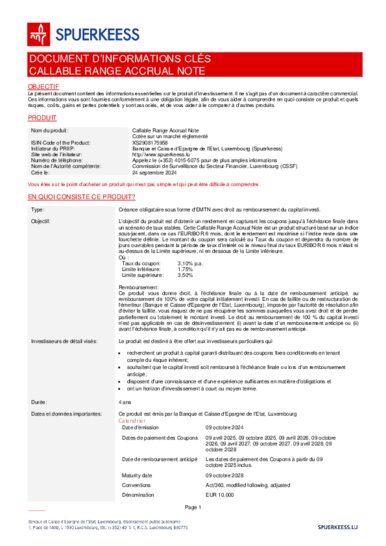 SPUERKEESS
DOCUMENT D'INFORMATIONS CLÉS
CALLABLE RANGE ACCRUAL NOTE
OBJECTIF
Le présent document contient des informations essentielles sur le produit d'investissement. Il ne s'agit pas d'un document à caractère commercial.
Ces informations vous sont fournies conformément à une obligation légale, afin de vous aider à comprendre en quoi consiste ce produit et quels
risques, coûts, gains et pertes potentiels y sont associés, et de vous aider à le comparer à d'autres produits.
PRODUIT
Nom du produit: Callable Range Accrual Note
Cotée sur un marché réglementé
ISIN Code of the Product: XS2908175958
Initiateur du PRIIP: Banque et Caisse d'Epargne de l'Etat, Luxembourg (Spuerkeess)
Site web de l'initiateur: http://www.spuerkeess.lu
Numéro de téléphone: Appelez le (+352) 4015-6075 pour de plus amples informations
Nom de l'Autorité compétente: Commission de Surveillance du Secteur Financier, Luxembourg (CSSF)
Créé le: 24 septembre 2024
Vous êtes sur le point d'acheter un produit qui n'est pas simple et qui peut être difficile à comprendre.
EN QUOI CONSISTE CE PRODUIT?
Type: Créance obligataire sous forme d'EMTN avec droit au remboursement du capital investi.
Objectif: L'objectif du produit est d'obtenir un rendement en capturant les coupons jusqu'à l'échéance finale dans
un scénario de taux stables. Cette Callable Range Accrual Note est un produit structuré basé sur un indice
sous-jacent, dans ce cas l'EURIBOR 6 mois, dont le rendement est maximisé si l'indice reste dans une
fourchette définie. Le montant du coupon sera calculé au Taux du coupon et dépendra du nombre de
jours ouvrables pendant la période de taux d'intérêt où le niveau final du taux EURIBOR 6 mois n'était ni
au-dessus de la Limite supérieure, ni en dessous de la Limite inférieure.
Où
Taux du coupon: 3,10% p.a.
Limite inférieure: 1,75%
Limite supérieure: 3,50%
Remboursement:
Ce produit vous donne droit, à l'échéance finale ou à la date de remboursement anticipé, au
remboursement de 100% de votre capital initialement investi. En cas de faillite ou de restructuration de
l'émetteur (Banque et Caisse d'Epargne de l'Etat, Luxembourg), imposée par l'autorité de résolution afin
d'éviter la faillite, vous risquez de ne pas récupérer les sommes auxquelles vous avez droit et de perdre
partiellement ou totalement le montant investi. Le droit au remboursement de 100 % du capital investi
n'est pas applicable en cas de désinvestissement (i) avant la date d'un remboursement anticipé ou (ii)
avant l'échéance finale, à condition qu'il n'y ait pas eu de remboursement anticipé.
Investisseurs de détail visés: Le produit est destiné à être offert aux investisseurs particuliers qui
• recherchent un produit à capital garanti distribuant des coupons fixes conditionnels en tenant
compte du risque inhérent;
• souhaitent que le capital investi soit remboursé à l'échéance finale ou lors d'un remboursement
anticipé ;
• disposent d'une connaissance et d'une expérience suffisantes en matière d'obligations et
• ont un horizon d'investissement à court ou moyen terme.
Durée: 4 ans
Dates et données importantes: Ce produit est émis par la Banque et Caisse d'Epargne de l'Etat, Luxembourg
Calendrier
Date d'émission 09 octobre 2024
Dates de paiement des Coupons 09 avril 2025, 09 octobre 2025, 09 avril 2026, 09 octobre
2026, 09 avril 2027, 09 octobre 2027, 09 avril 2028, 09
octobre 2028
Date de remboursement anticipé Les dates de paiement des Coupons à partir du 09
octobre 2025 inclus.
Maturity date 09 octobre 2028
Conventions Act/360, modified following, adjusted
Dénomination EUR 10.000
Page 1
Banque et Caisse d'Epargne de l'Etat, Luxembourg, établissement public autonome
SPUERKEESS.LU